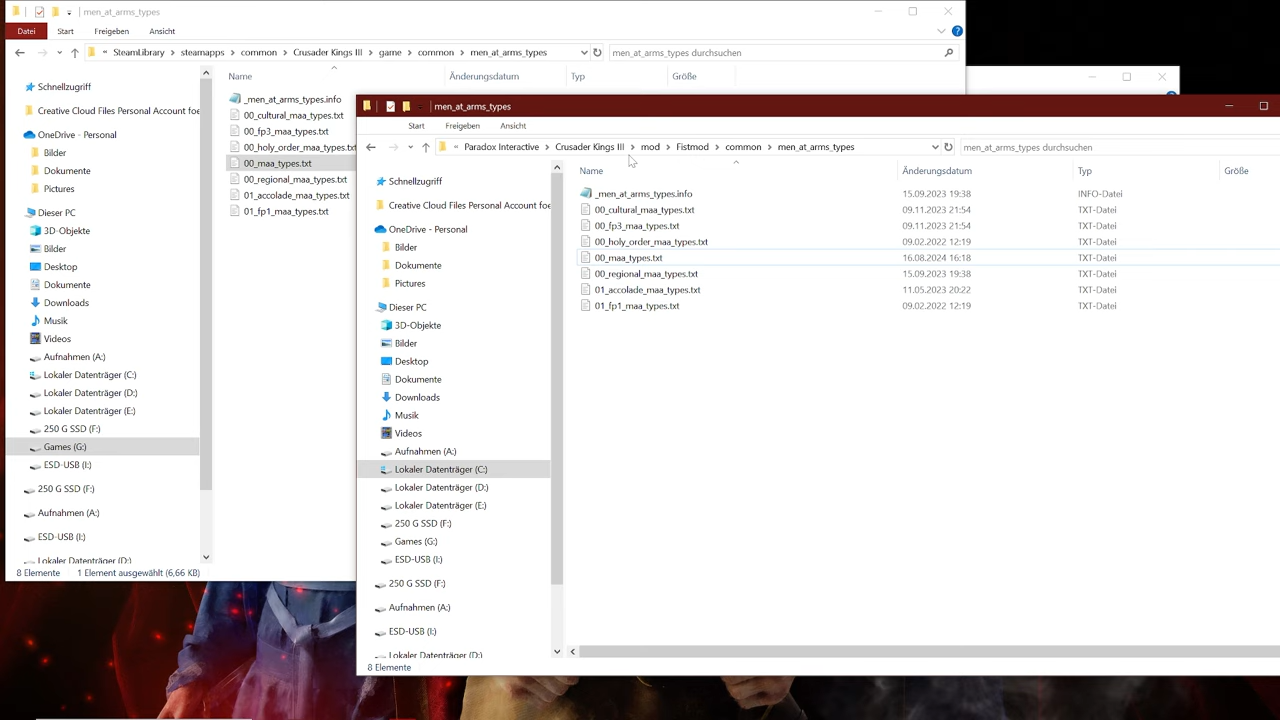 men_at_arms_types
Datei Start Freigeben Ansicht
« SteamLibrary › steamapps › common › Crusader Kings III › game › common › men_at_arms_types
men_at_arms_types durchsuchen
Name Änderungsdatum Typ Größe
Schnellzugriff
Creative Cloud Files Personal Account foe
OneDrive - Personal
Bilder
Dokumente
Pictures
Dieser PC
3D-Objekte
Bilder
Desktop
Dokumente
Downloads
Musik
Videos
Aufnahmen (A:)
Lokaler Datenträger (C:)
Lokaler Datenträger (D:)
Lokaler Datenträger (E:)
250 G SSD (F:)
Games (G:)
ESD-USB (I:)
250 G SSD (F:)
Aufnahmen (A:)
ESD-USB (I:)
Lokaler Datenträger (D:)
_men_at_arms_types.info
00_cultural_maa_types.txt
00_fp3_maa_types.txt
00_holy_order_maa_types.txt
00_maa_types.txt
00_regional_maa_types.txt
01_accolade_maa_types.txt
01_fp1_maa_types.txt
8 Elemente 1 Element ausgewählt (6,66 KB)
men_at_arms_types
Start Freigeben Ansicht
« Paradox Interactive › Crusader Kings III › mod › Fistmod › common › men_at_arms_types
men_at_arms_types durchsuchen
Name Änderungsdatum Typ Größe
Schnellzugriff
Creative Cloud Files Personal Account foe
OneDrive - Personal
Bilder
Dokumente
Pictures
Dieser PC
3D-Objekte
Bilder
Desktop
Dokumente
Downloads
Musik
Videos
Aufnahmen (A:)
Lokaler Datenträger (C:)
Lokaler Datenträger (D:)
Lokaler Datenträger (E:)
250 G SSD (F:)
Games (G:)
ESD-USB (I:)
250 G SSD (F:)
Aufnahmen (A:)
ESD-USB (I:)
Lokaler Datenträger (D:)
_men_at_arms_types.info 15.09.2023 19:38 INFO-Datei
00_cultural_maa_types.txt 09.11.2023 21:54 TXT-Datei
00_fp3_maa_types.txt 09.11.2023 21:54 TXT-Datei
00_holy_order_maa_types.txt 09.02.2022 12:19 TXT-Datei
00_maa_types.txt 16.08.2024 16:18 TXT-Datei
00_regional_maa_types.txt 15.09.2023 19:38 TXT-Datei
01_accolade_maa_types.txt 11.05.2023 20:22 TXT-Datei
01_fp1_maa_types.txt 09.02.2022 12:19 TXT-Datei
8 Elemente